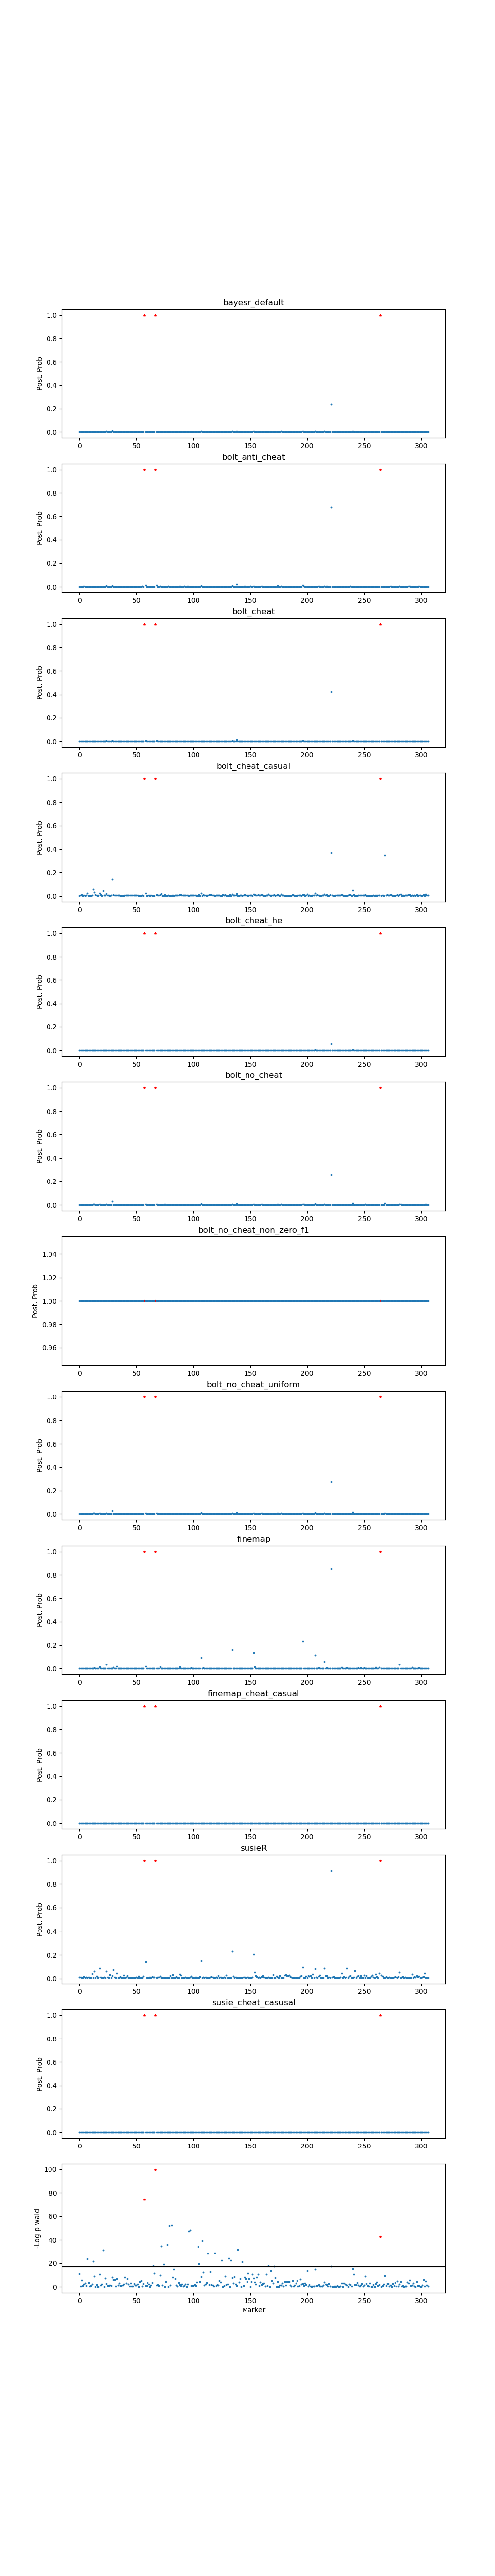 bayesr_default
Post. Prob
1.0
0.8
0.6
0.4
0.2
0.0
0 50 100 150 200 250 300
bolt_anti_cheat
Post. Prob
1.0
0.8
0.6
0.4
0.2
0.0
0 50 100 150 200 250 300
bolt_cheat
Post. Prob
1.0
0.8
0.6
0.4
0.2
0.0
0 50 100 150 200 250 300
bolt_cheat_casual
Post. Prob
1.0
0.8
0.6
0.4
0.2
0.0
0 50 100 150 200 250 300
bolt_cheat_he
Post. Prob
1.0
0.8
0.6
0.4
0.2
0.0
0 50 100 150 200 250 300
bolt_no_cheat
Post. Prob
1.0
0.8
0.6
0.4
0.2
0.0
0 50 100 150 200 250 300
bolt_no_cheat_non_zero_f1
Post. Prob
1.04
1.02
1.00
0.98
0.96
0 50 100 150 200 250 300
bolt_no_cheat_uniform
Post. Prob
1.0
0.8
0.6
0.4
0.2
0.0
0 50 100 150 200 250 300
finemap
Post. Prob
1.0
0.8
0.6
0.4
0.2
0.0
0 50 100 150 200 250 300
finemap_cheat_casual
Post. Prob
1.0
0.8
0.6
0.4
0.2
0.0
0 50 100 150 200 250 300
susieR
Post. Prob
1.0
0.8
0.6
0.4
0.2
0.0
0 50 100 150 200 250 300
susie_cheat_casusal
Post. Prob
1.0
0.8
0.6
0.4
0.2
0.0
0 50 100 150 200 250 300
-Log p wald
100
80
60
40
20
0
0 50 100 150 200 250 300
Marker